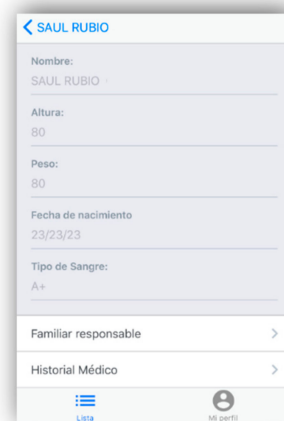 SAUL RUBIO
Nombre:
SAUL RUBIO
Altura:
80
Peso:
80
Fecha de nacimiento
23/23/23
Tipo de Sangre:
A+
Familiar responsable
Historial Médico
Lista
Mi perfil